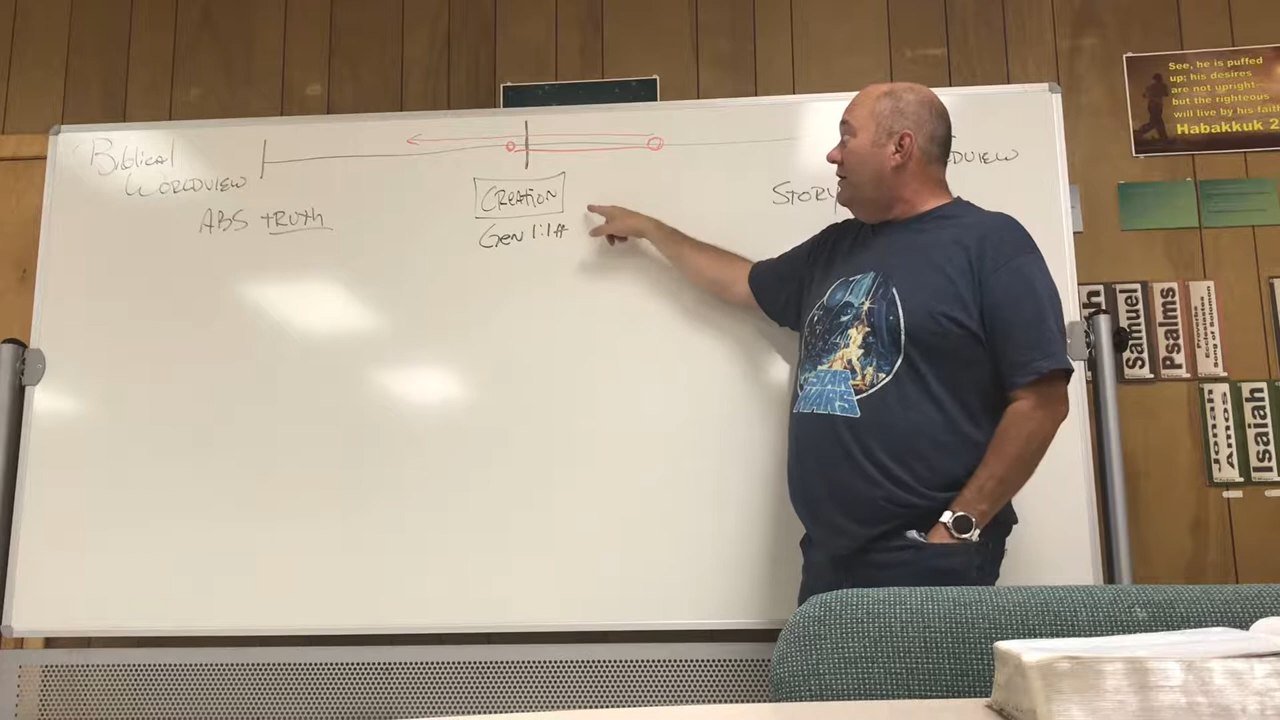 Biblical
WORLDVIEW
ABS TRUTH
CREATION
Gen 1:1ff
STORY
STAR
WARS
See, he is puffed
up; his desires
are not upright-
but the righteous
will live by his faith
Habakkuk 2
Samuel
Psalms
Proverbs
Ecclesiastes
Song of Solomon
Jonah
Amos
Isaiah